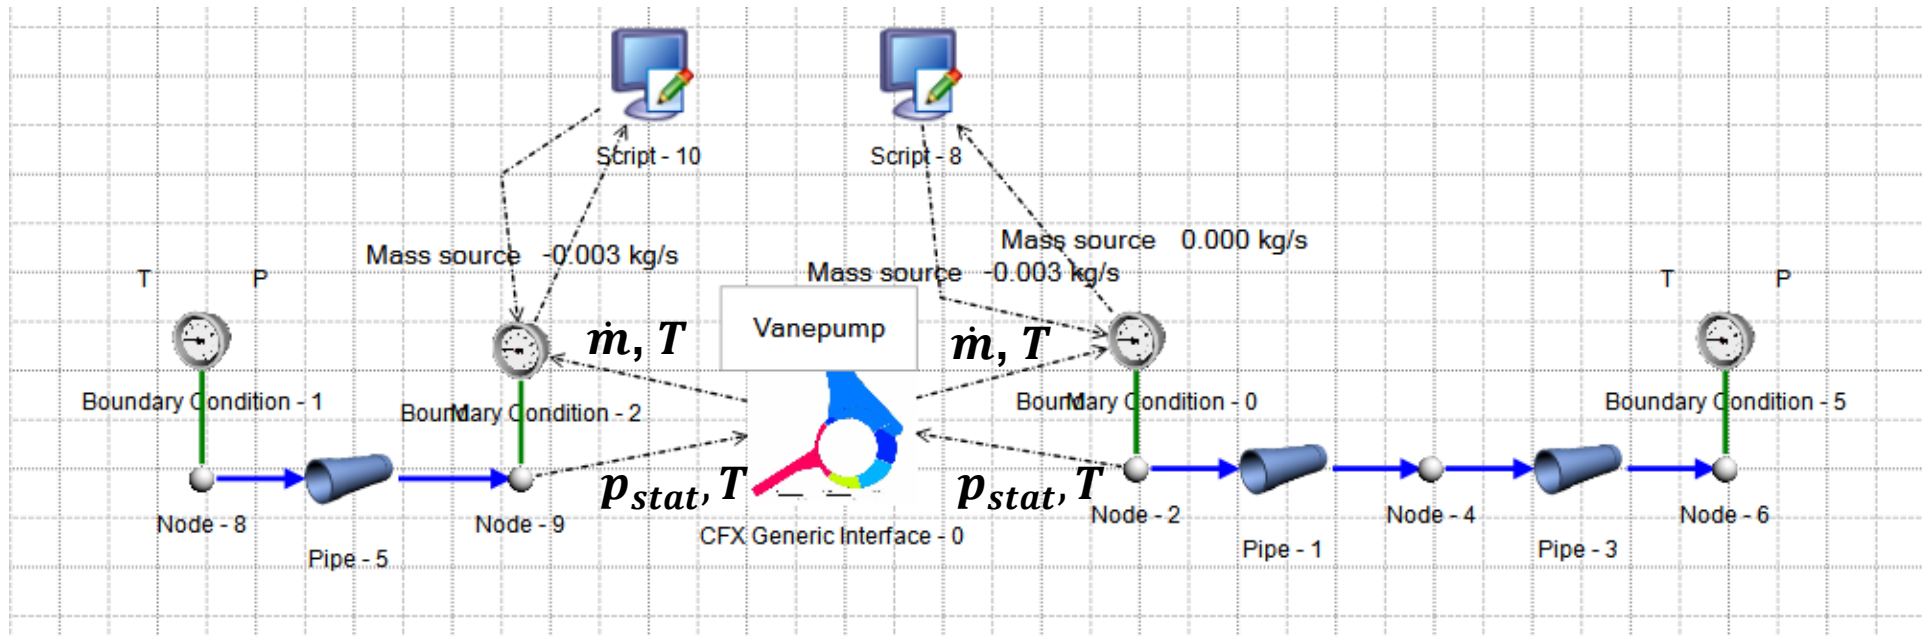 Script - 10
Script - 8
Mass source 0.000 kg/s
Mass source -0.003 kg/s
Mass source -0.003 kg/s
T P
T P
Vanepump
ṁ, T
ṁ, T
Boundary Condition - 1
M
Boundary Condition - 2
M
Boundary Condition - 0
Boundary Condition - 5
p_stat, T
p_stat, T
Node - 8
Node - 9
Node - 2
Node - 4
Node - 6
CFX Generic Interface - 0
Pipe - 5
Pipe - 1
Pipe - 3